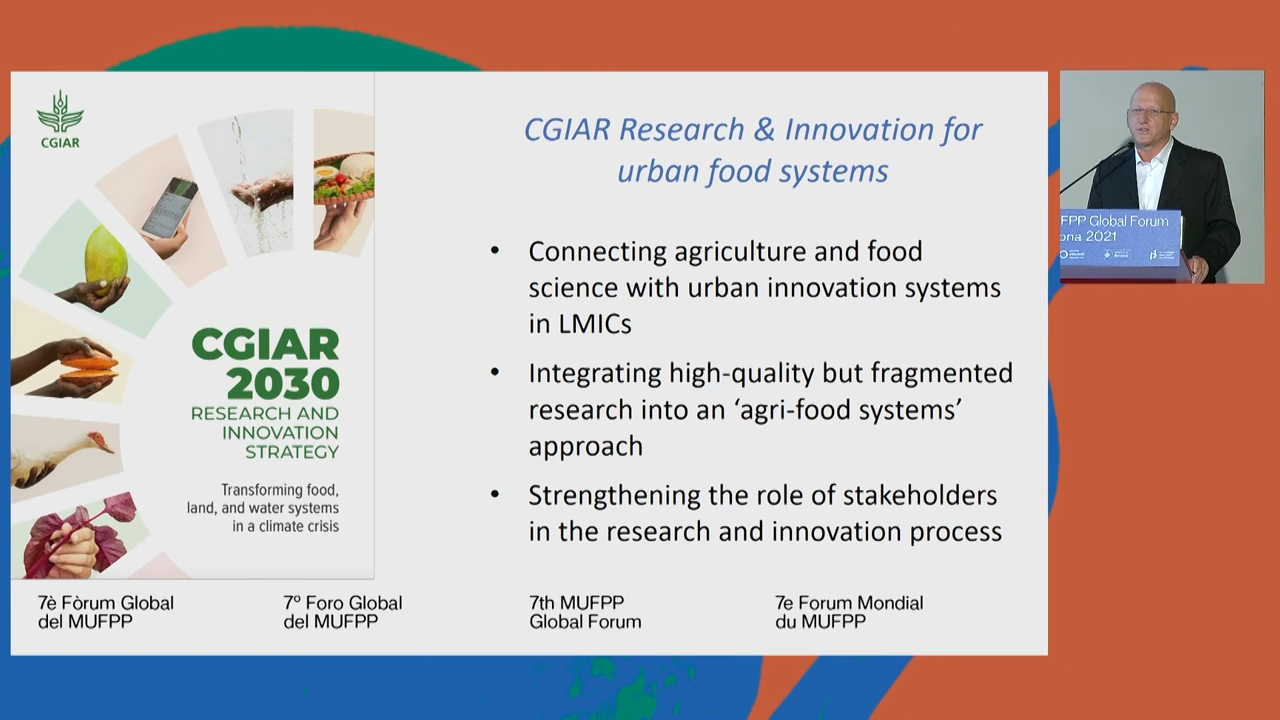 CGIAR
CGIAR
2030
RESEARCH AND
INNOVATION
STRATEGY
Transforming food,
land, and water systems
in a climate crisis
CGIAR Research & Innovation for
urban food systems
• Connecting agriculture and food
science with urban innovation systems
in LMICs
• Integrating high-quality but fragmented
research into an ‘agri-food systems’
approach
• Strengthening the role of stakeholders
in the research and innovation process
7è Fòrum Global
del MUFPP
7º Foro Global
del MUFPP
7th MUFPP
Global Forum
7e Forum Mondial
du MUFPP
FPP Global Forum
ona 2021